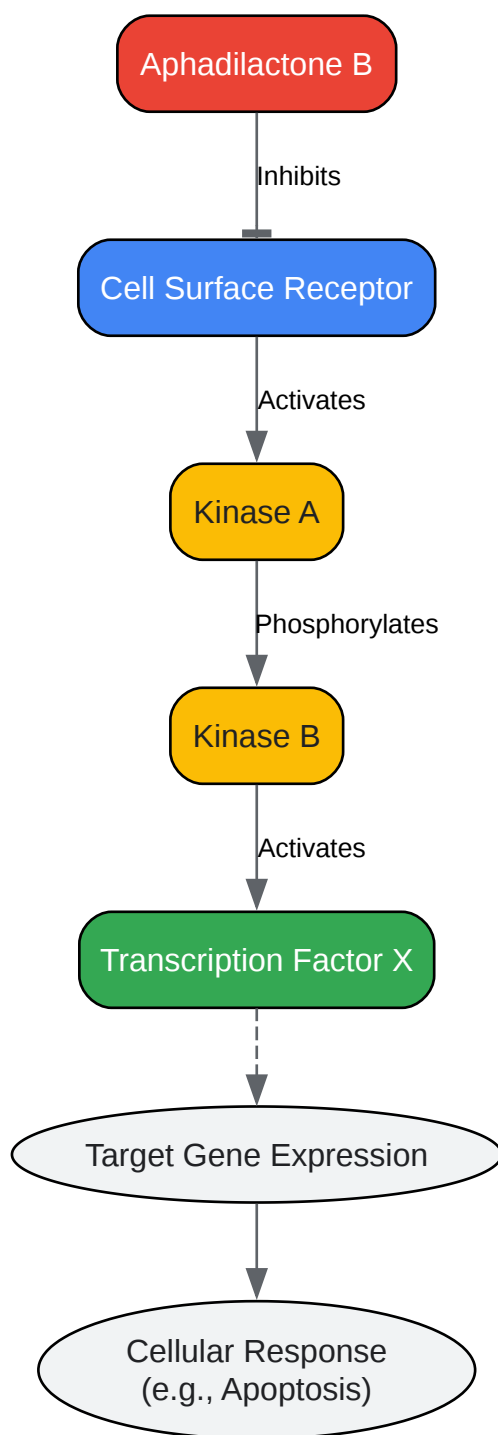 Aphadilactone B
Inhibits
Cell Surface Receptor
Activates
Kinase A
Phosphorylates
Kinase B
Activates
Transcription Factor X
Target Gene Expression
Cellular Response
(e.g., Apoptosis)